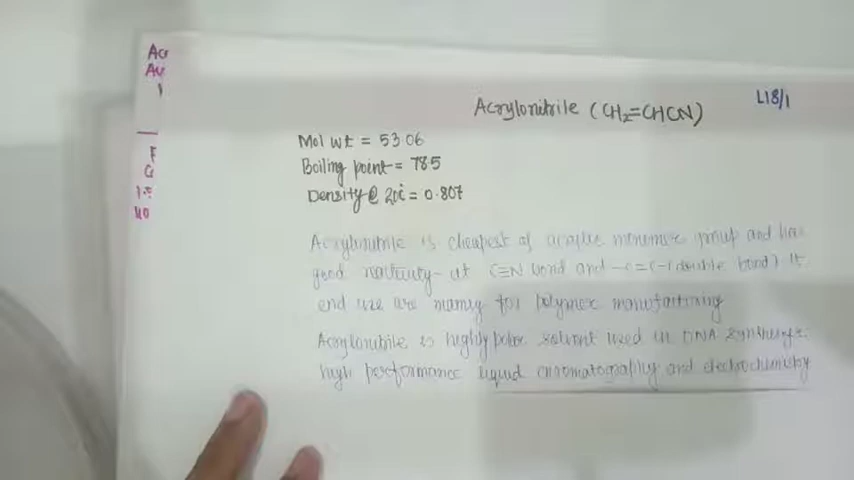 Acrylonitrile (CH₂=CHCN)
L18/1
Mol wt = 53.06
Boiling point = 78.5
Density @ 20°C = 0.807
Acrylonitrile is cheapest of acrylic monomer group and has
good reactivity at C≡N bond and -C=C-(double bond) It
end use are mainly for polymer manufacturing
Acrylonitrile is highly polar solvent used in DNA synthesis
high performance liquid chromatography and electrochemistry